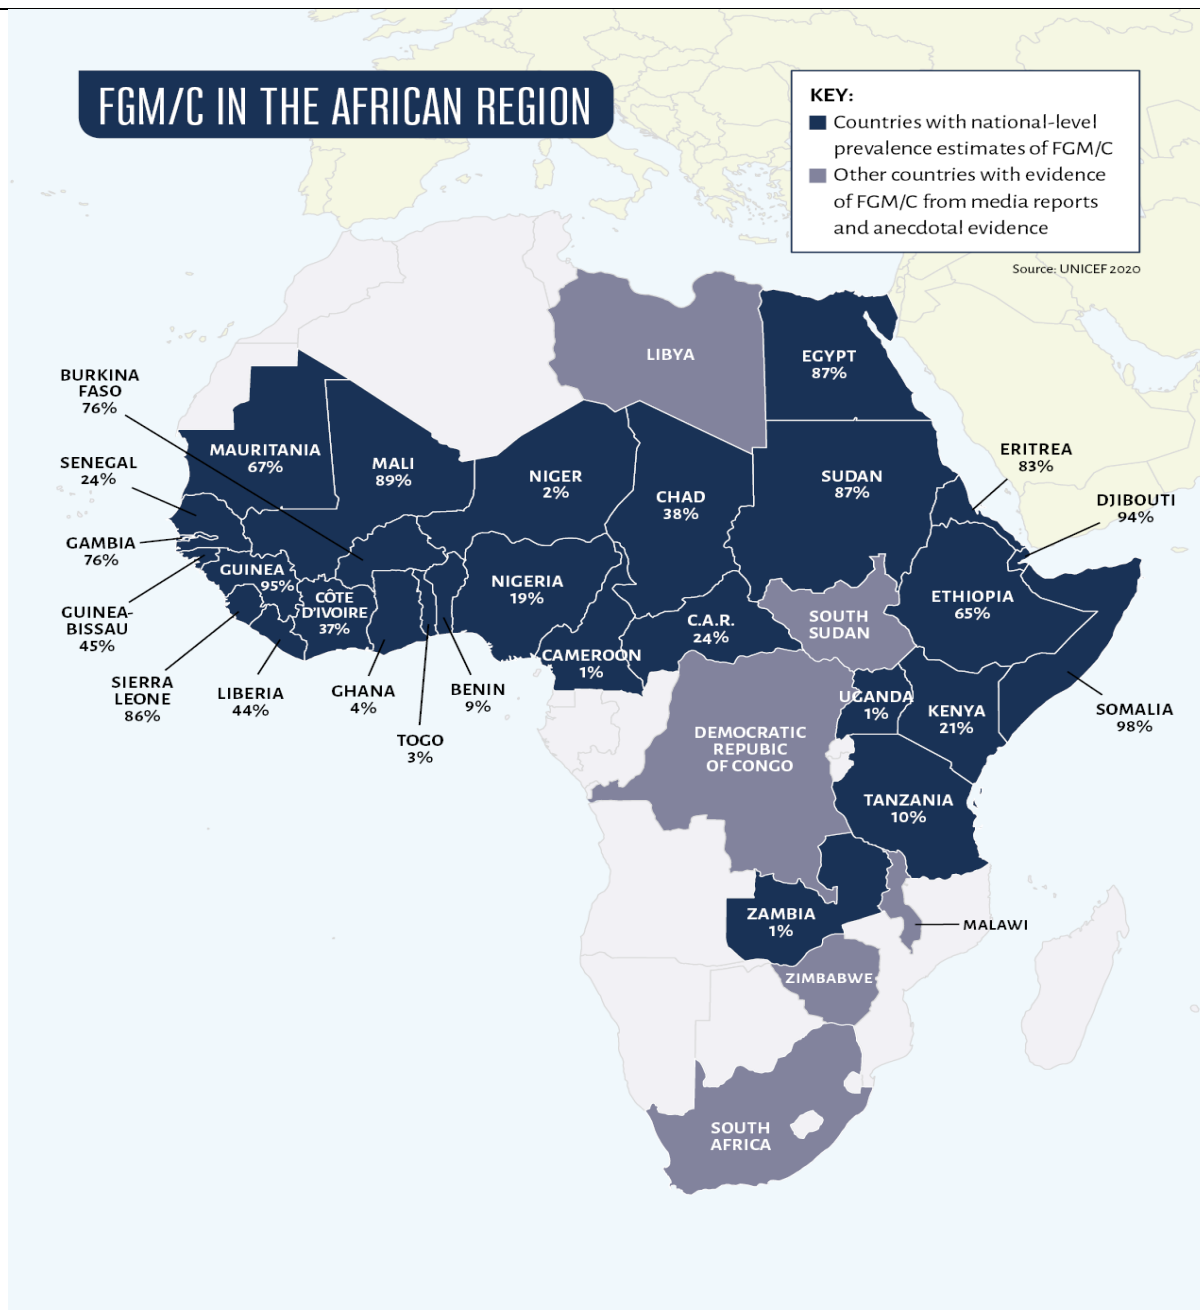 FGM/C IN THE AFRICAN REGION
KEY:
Countries with national-level
prevalence estimates of FGM/C
Other countries with evidence
of FGM/C from media reports
and anecdotal evidence
Source: UNICEF 2020
LIBYA
EGYPT
87%
BURKINA
FASO
76%
MAURITANIA
67%
MALI
89%
NIGER
2%
CHAD
38%
SUDAN
87%
ERITREA
83%
DJIBOUTI
94%
SENEGAL
24%
GAMBIA
76%
GUINEA
95%
GUINEA-
BISSAU
45%
CÔTE
D'IVOIRE
37%
NIGERIA
19%
C.A.R.
24%
SOUTH
SUDAN
ETHIOPIA
65%
SIERRA
LEONE
86%
LIBERIA
44%
GHANA
4%
TOGO
3%
BENIN
9%
CAMEROON
1%
UGANDA
1%
KENYA
21%
SOMALIA
98%
DEMOCRATIC
REPUBLIC
OF CONGO
TANZANIA
10%
ZAMBIA
1%
MALAWI
ZIMBABWE
SOUTH
AFRICA